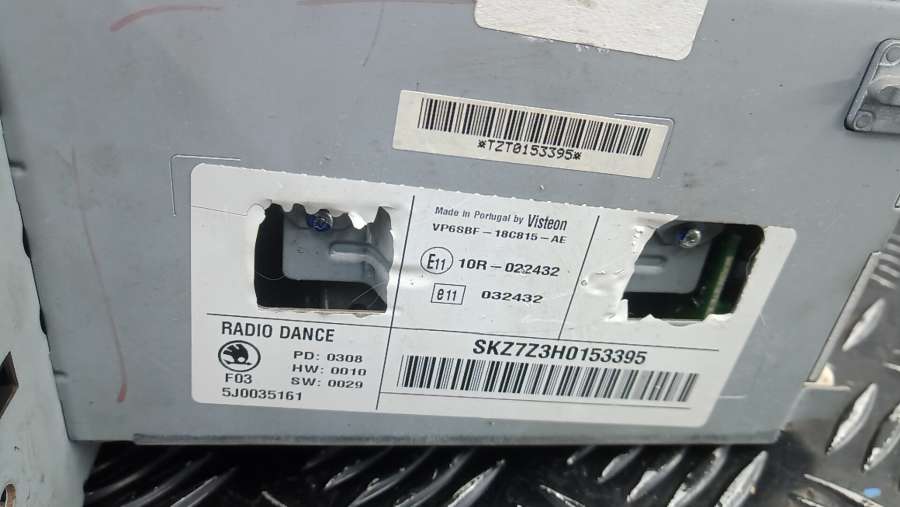 *TZT0153395*
Made in Portugal by Visteon
VP6SBF-18C815-AE
E11 10R-022432
e11 032432
RADIO DANCE
PD: 0308
HW: 0010
F03 SW: 0029
5J0035161
SKZ7Z3H0153395